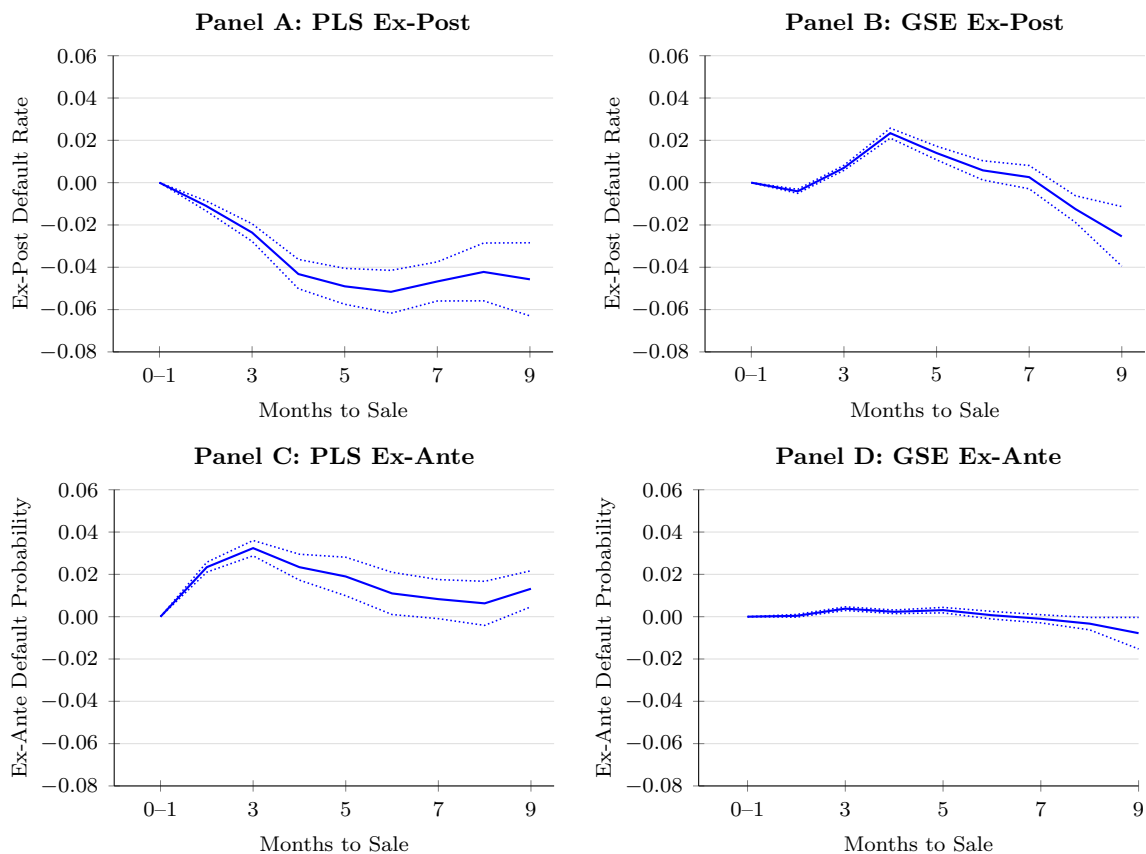 Panel A: PLS Ex-Post
Ex-Post Default Rate
0.06
0.04
0.02
0.00
−0.02
−0.04
−0.06
−0.08
0–1 3 5 7 9
Months to Sale
Panel B: GSE Ex-Post
Ex-Post Default Rate
0.06
0.04
0.02
0.00
−0.02
−0.04
−0.06
−0.08
0–1 3 5 7 9
Months to Sale
Panel C: PLS Ex-Ante
Ex-Ante Default Probability
0.06
0.04
0.02
0.00
−0.02
−0.04
−0.06
−0.08
0–1 3 5 7 9
Months to Sale
Panel D: GSE Ex-Ante
Ex-Ante Default Probability
0.06
0.04
0.02
0.00
−0.02
−0.04
−0.06
−0.08
0–1 3 5 7 9
Months to Sale